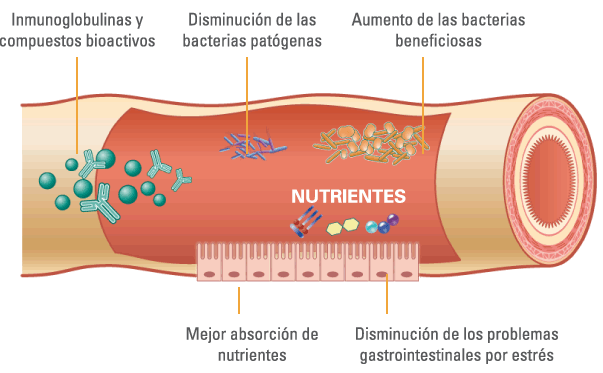 Inmunoglobulinas y
compuestos bioactivos
Disminución de las
bacterias patógenas
Aumento de las bacterias
beneficiosas
NUTRIENTES
Mejor absorción de
nutrientes
Disminución de los problemas
gastrointestinales por estrés